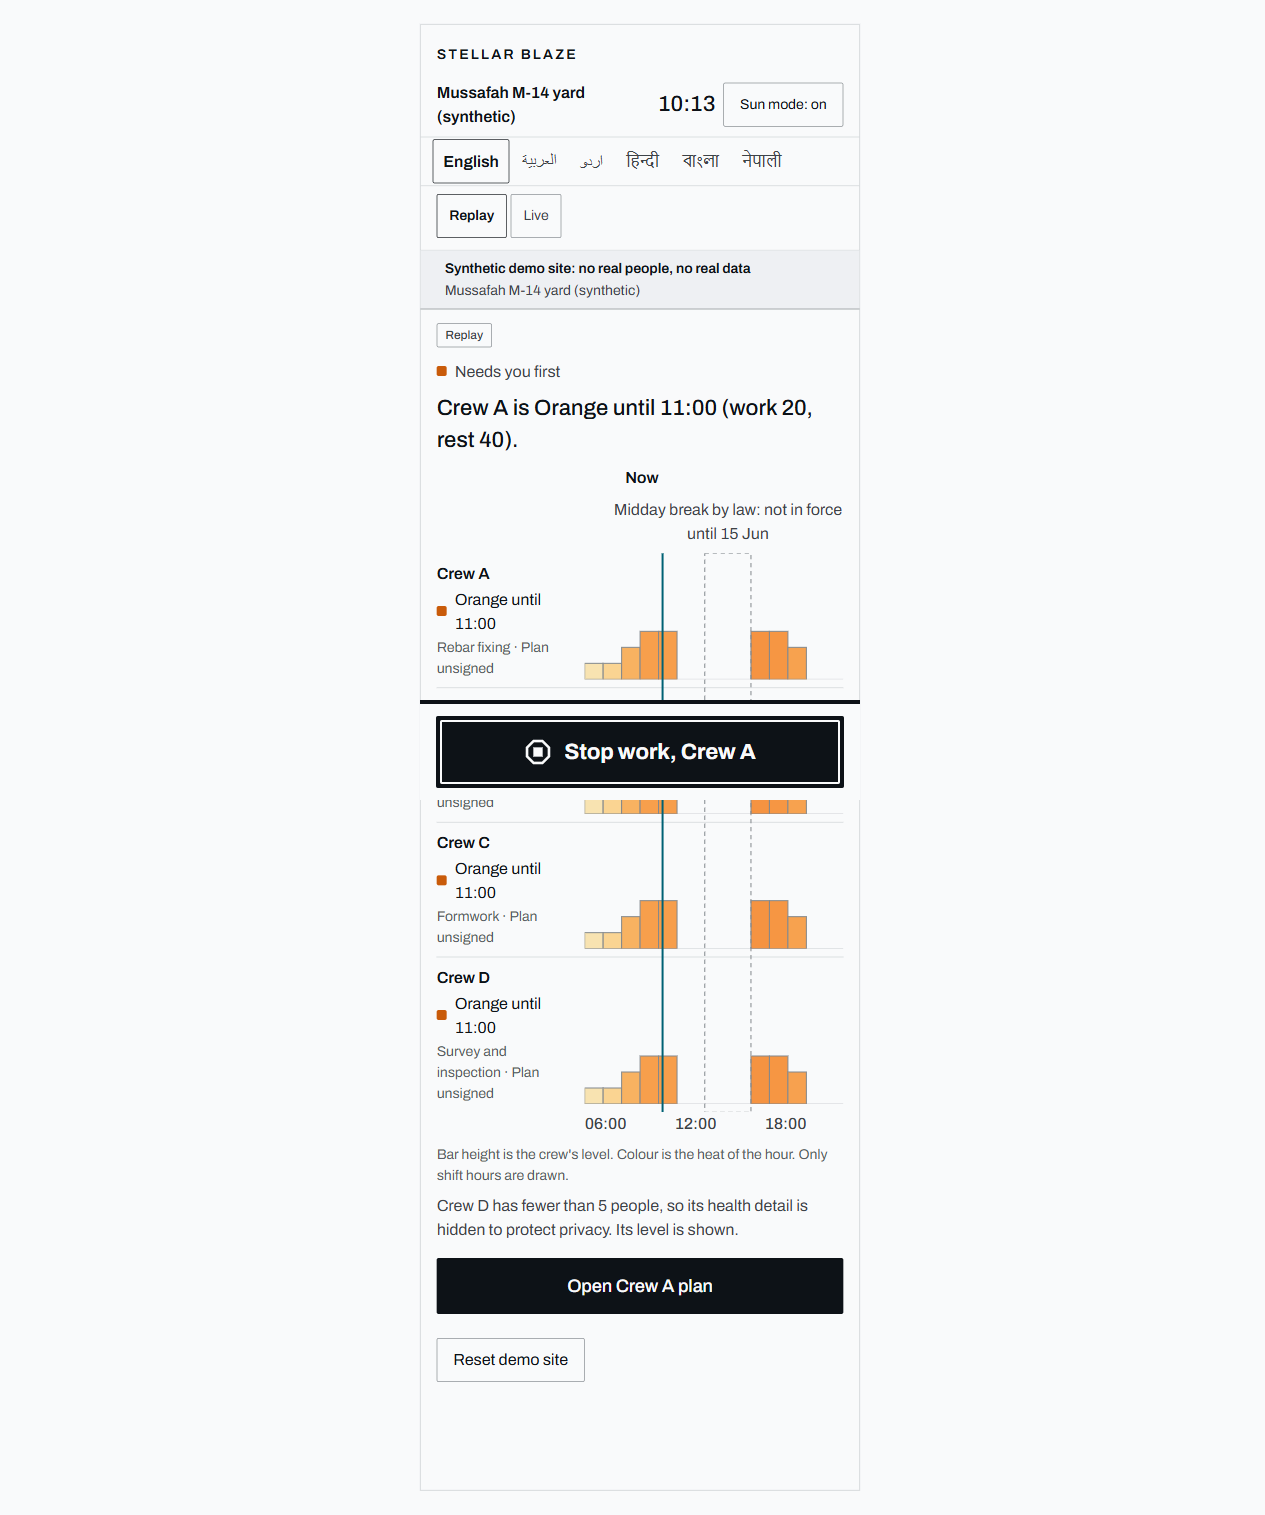 STELLAR BLAZE
Mussafah M-14 yard
(synthetic)
10:13
Sun mode: on
English
العربية
اردو
हिन्दी
বাংলা
नेपाली
Replay
Live
Synthetic demo site: no real people, no real data
Mussafah M-14 yard (synthetic)
Replay
Needs you first
Crew A is Orange until 11:00 (work 20,
rest 40).
Now
Midday break by law: not in force
until 15 Jun
Crew A
Orange until
11:00
Rebar fixing · Plan
unsigned
Stop work, Crew A
unsigned
Crew C
Orange until
11:00
Formwork · Plan
unsigned
Crew D
Orange until
11:00
Survey and
inspection · Plan
unsigned
06:00
12:00
18:00
Bar height is the crew's level. Colour is the heat of the hour. Only
shift hours are drawn.
Crew D has fewer than 5 people, so its health detail is
hidden to protect privacy. Its level is shown.
Open Crew A plan
Reset demo site